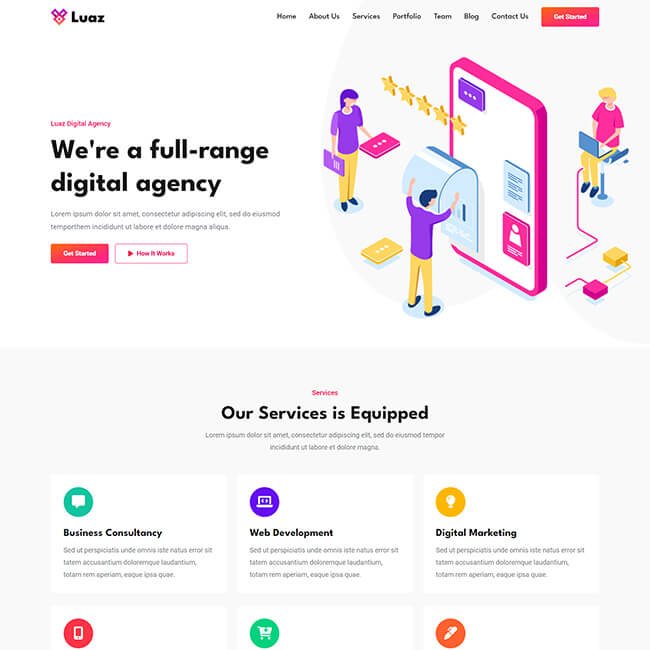 Luaz
Home About Us Services Portfolio Team Blog Contact Us Get Started
Luaz Digital Agency
We're a full-range
digital agency
Lorem ipsum dolor sit amet, consectetur adipiscing elit, sed do eiusmod
temporthem incididunt ut labore et dolore magna aliqua.
Get Started How It Works
Services
Our Services is Equipped
Lorem ipsum dolor sit amet, consectetur adipiscing elit, sed do eiusmod tempor
incididunt ut labore et dolore magna.
Business Consultancy
Sed ut perspiciatis unde omnis iste natus error sit
tatem accusantium doloremque laudantium,
totam rem aperiam, eaque ipsa quae.
Web Development
Sed ut perspiciatis unde omnis iste natus error sit
tatem accusantium doloremque laudantium,
totam rem aperiam, eaque ipsa quae.
Digital Marketing
Sed ut perspiciatis unde omnis iste natus error sit
tatem accusantium doloremque laudantium,
totam rem aperiam, eaque ipsa quae.